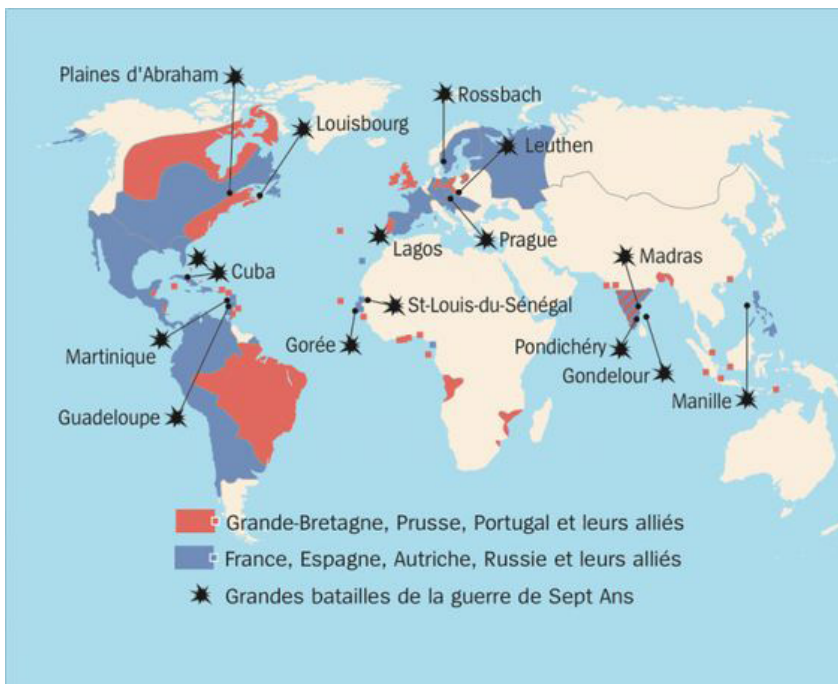 Plaines d'Abraham
Rossbach
Louisbourg
Leuthen
Lagos
Prague
Madras
Cuba
St-Louis-du-Sénégal
Martinique
Gorée
Pondichéry
Gondelour
Manille
Guadeloupe
Grande-Bretagne, Prusse, Portugal et leurs alliés
France, Espagne, Autriche, Russie et leurs alliés
Grandes batailles de la guerre de Sept Ans